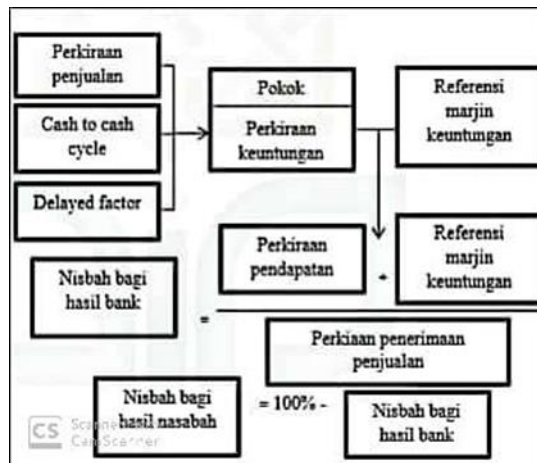 Perkiraan
penjualan
Cash to cash
cycle
Delayed factor
Pokok
Perkiraan
keuntungan
Referensi
marjin
keuntungan
Nisbah bagi
hasil bank
=
Perkiraan
pendapatan
+
Referensi
marjin
keuntungan
Perkiaan penerimaan
penjualan
Nisbah bagi
hasil nasabah
= 100% -
Nisbah bagi
hasil bank
CS
CamScanner